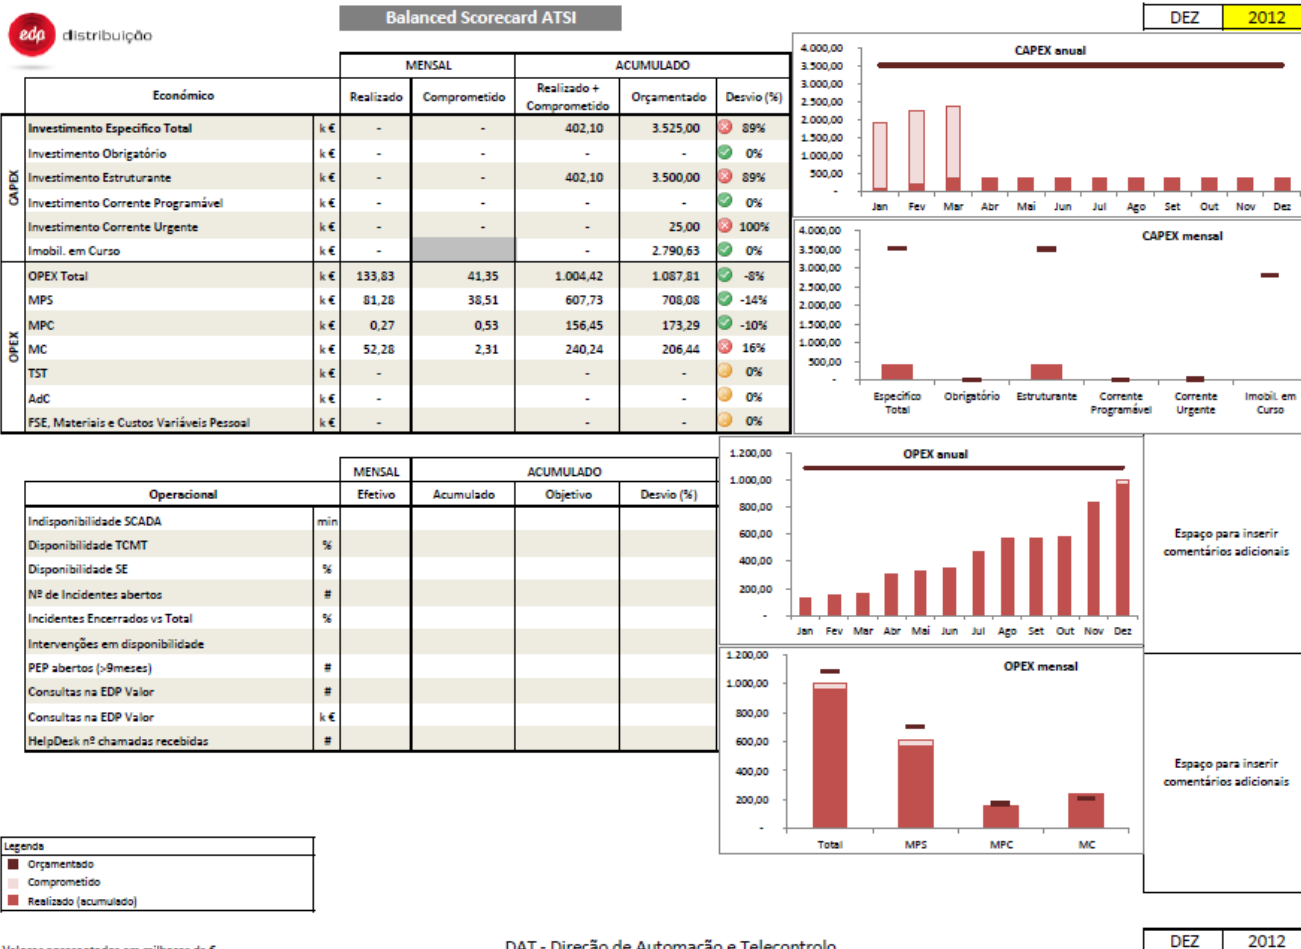 Balanced Scorecard ATSI
DEZ 2012
edp distribuição
MENSAL ACUMULADO
Económico Realizado Comprometido Realizado + Comprometido Orçamentado Desvio (%)
CAPEX
Investimento Especifico Total k € - - 402,10 3.525,00 89%
Investimento Obrigatório k € - - - - 0%
Investimento Estruturante k € - - 402,10 3.500,00 89%
Investimento Corrente Programável k € - - - - 0%
Investimento Corrente Urgente k € - - - 25,00 100%
Imobil. em Curso k € - - 2.790,63 0%
OPEX
OPEX Total k € 133,83 41,35 1.004,42 1.087,81 -8%
MPS k € 81,28 38,51 607,73 708,08 -14%
MPC k € 0,27 0,53 156,45 173,29 -10%
MC k € 52,28 2,31 240,24 206,44 16%
TST k € - - - 0%
AdC k € - - - 0%
FSE, Materiais e Custos Variáveis Pessoal k € - - - 0%
CAPEX anual
4.000,00
3.500,00
3.000,00
2.500,00
2.000,00
1.500,00
1.000,00
500,00
-
Jan Fev Mar Abr Mai Jun Jul Ago Set Out Nov Dez
CAPEX mensal
4.000,00
3.500,00
3.000,00
2.500,00
2.000,00
1.500,00
1.000,00
500,00
-
Especifico Total Obrigatório Estruturante Corrente Programável Corrente Urgente Imobil. em Curso
MENSAL ACUMULADO
Operacional Efetivo Acumulado Objetivo Desvio (%)
Indisponibilidade SCADA min
Disponibilidade TCMT %
Disponibilidade SE %
Nº de Incidentes abertos #
Incidentes Encerrados vs Total %
Intervenções em disponibilidade
PEP abertos (>9meses) #
Consultas na EDP Valor #
Consultas na EDP Valor k €
HelpDesk nº chamadas recebidas #
OPEX anual
1.200,00
1.000,00
800,00
600,00
400,00
200,00
-
Jan Fev Mar Abr Mai Jun Jul Ago Set Out Nov Dez
Espaço para inserir
comentários adicionais
OPEX mensal
1.200,00
1.000,00
800,00
600,00
400,00
200,00
-
Total MPS MPC MC
Espaço para inserir
comentários adicionais
Legenda
Orçamentado
Comprometido
Realizado (acumulado)
Valores apresentados em milhares de €
DAT - Direção de Automação e Telecontrolo
DEZ 2012